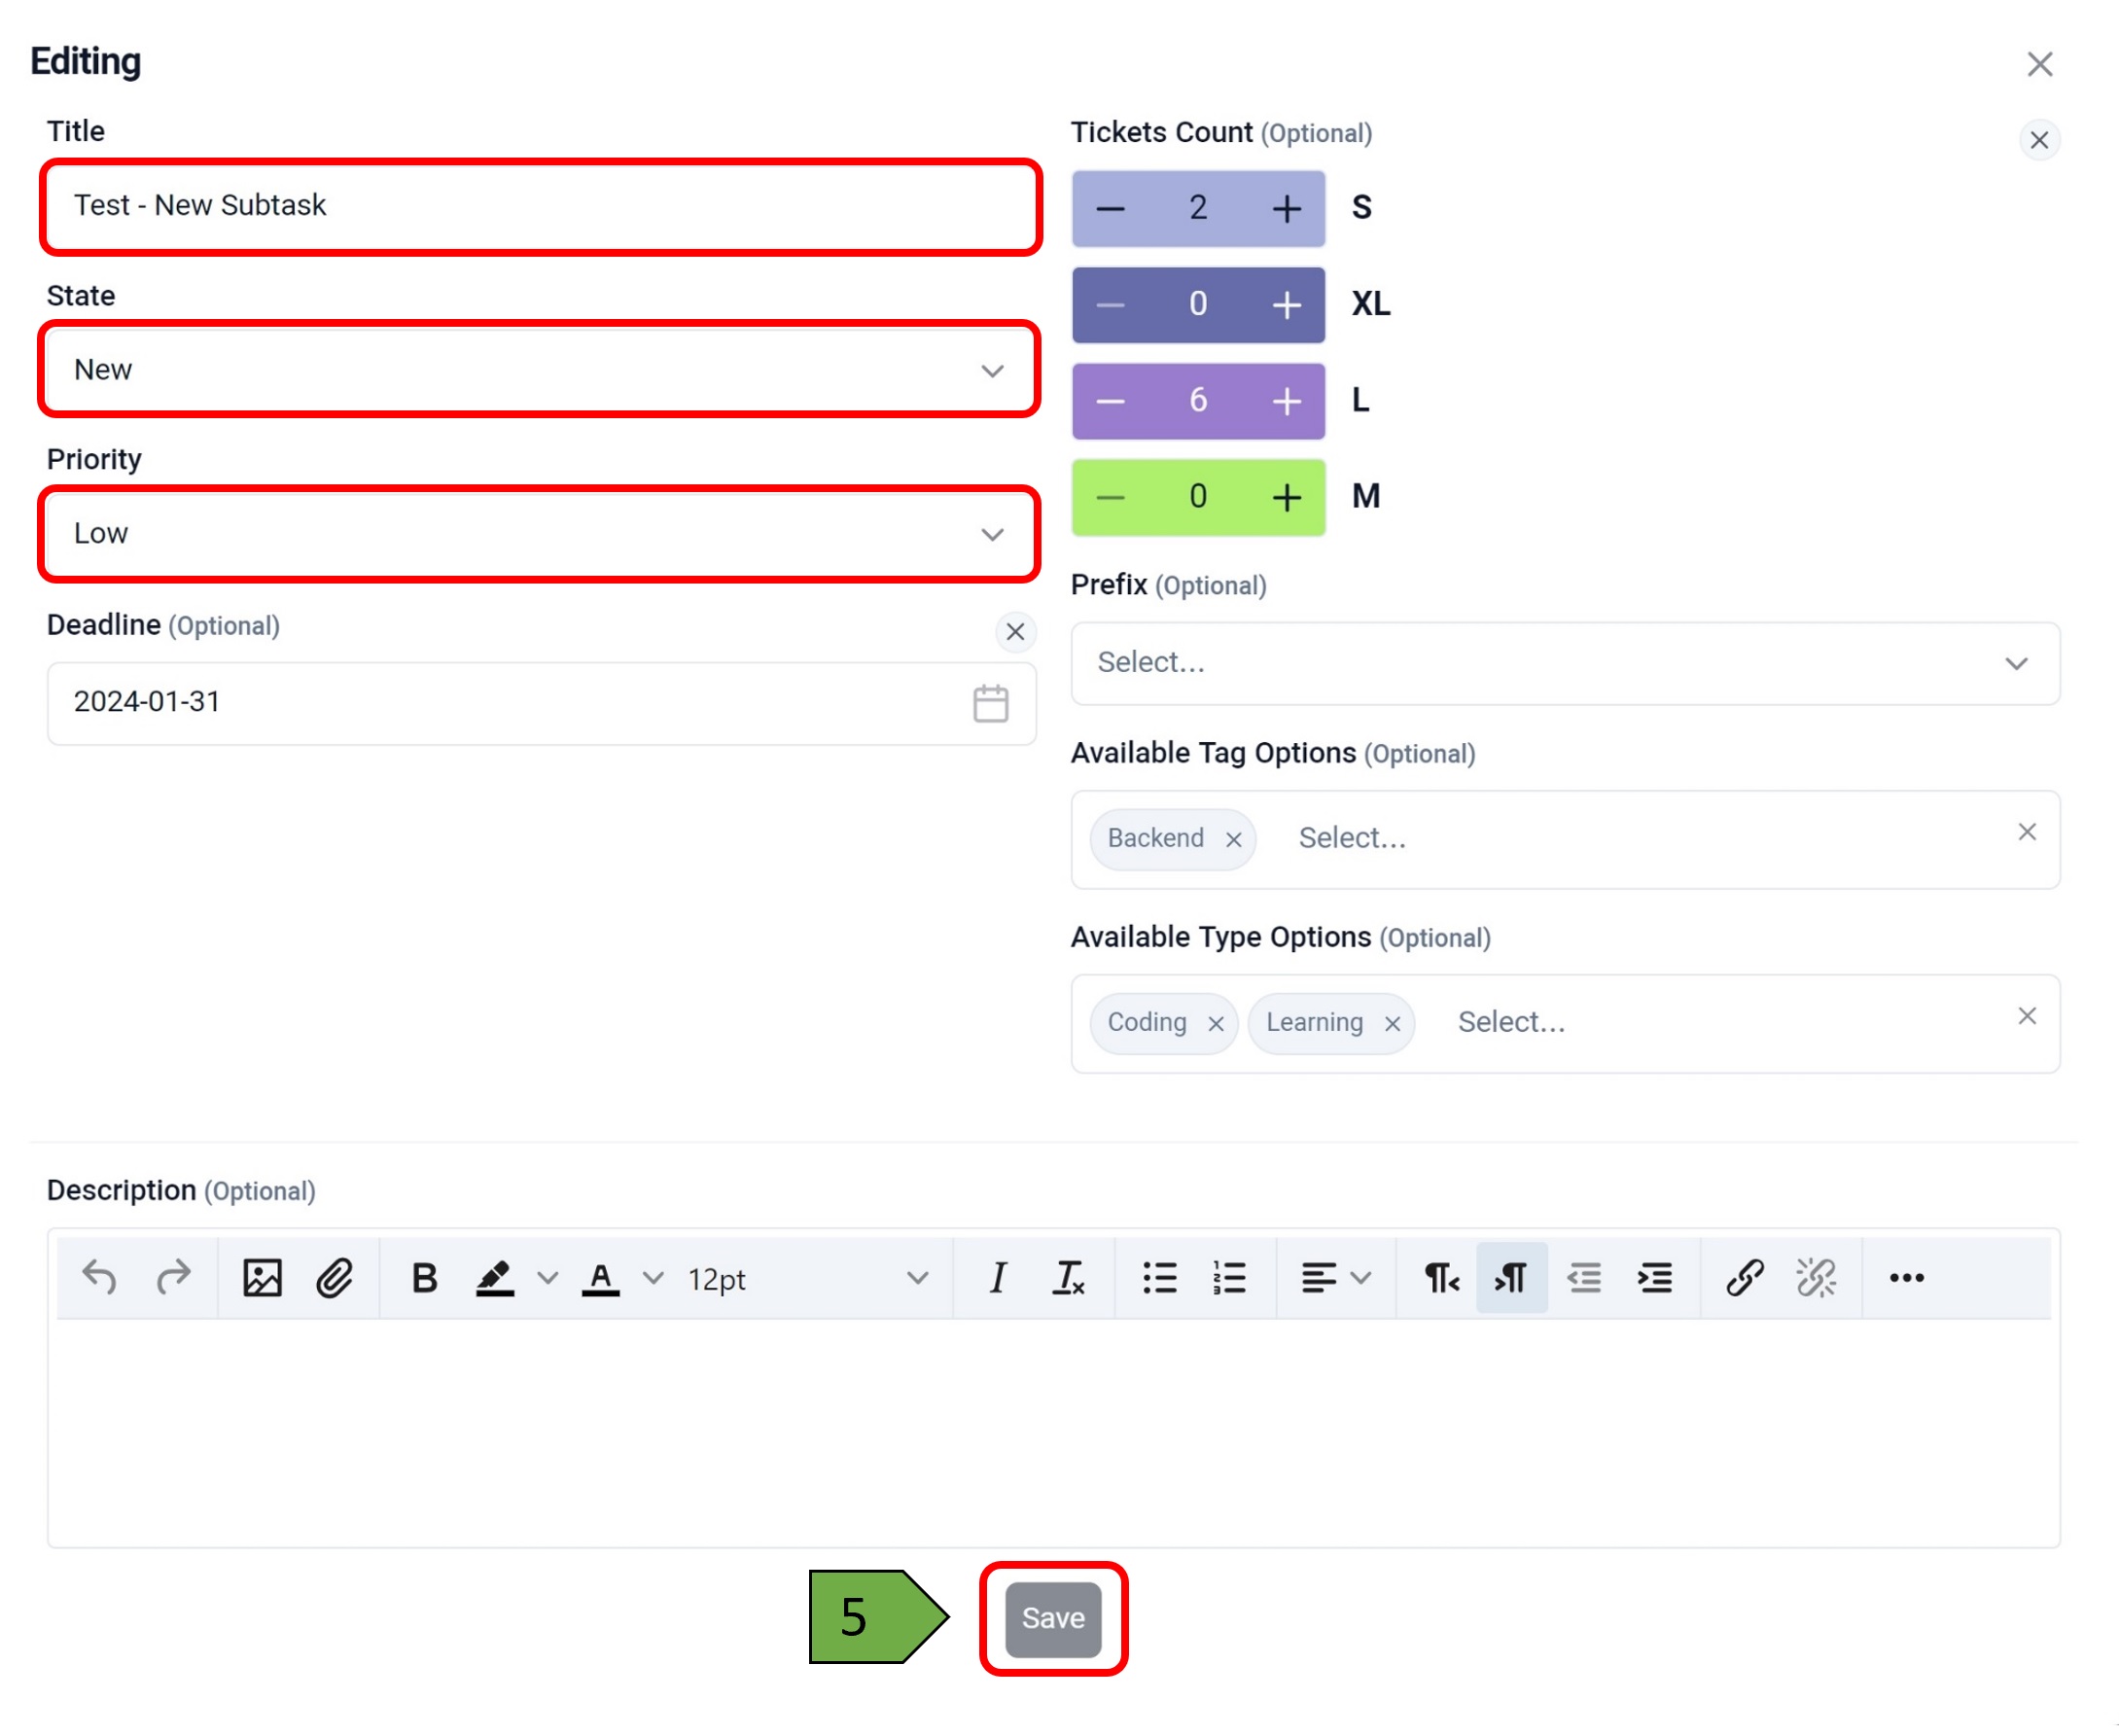 Editing
Title
Test - New Subtask
State
New
Priority
Low
Deadline (Optional)
2024-01-31
Tickets Count (Optional)
2 S
0 XL
6 L
0 M
Prefix (Optional)
Select...
Available Tag Options (Optional)
Backend Select...
Available Type Options (Optional)
Coding Learning Select...
Description (Optional)
B A 12pt I Tx
5 Save